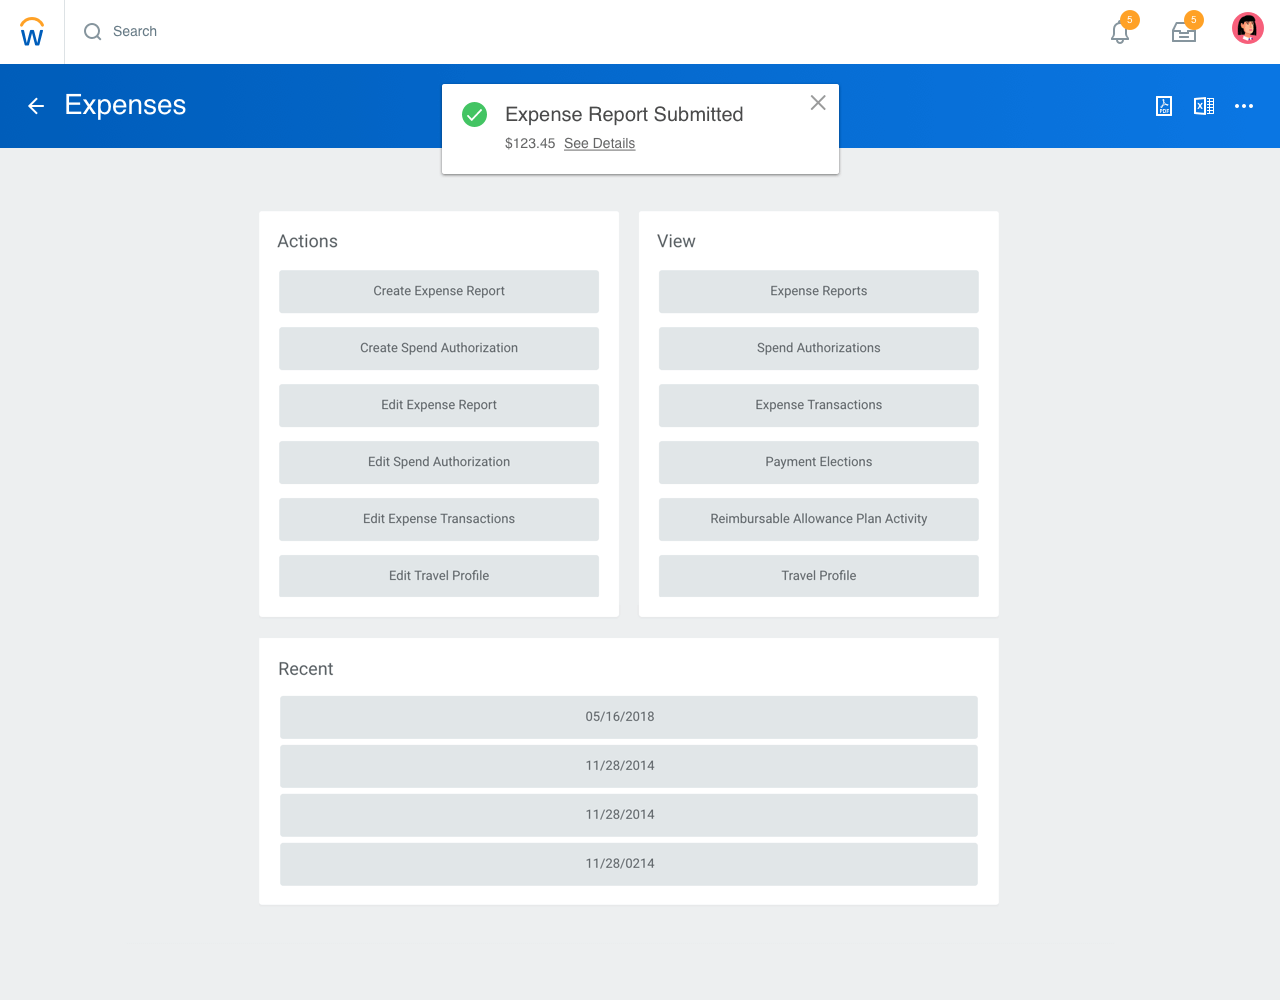 W
Search
5
5
Expenses
PDF
X
Expense Report Submitted
$123.45 See Details
Actions
Create Expense Report
Create Spend Authorization
Edit Expense Report
Edit Spend Authorization
Edit Expense Transactions
Edit Travel Profile
View
Expense Reports
Spend Authorizations
Expense Transactions
Payment Elections
Reimbursable Allowance Plan Activity
Travel Profile
Recent
05/16/2018
11/28/2014
11/28/2014
11/28/0214